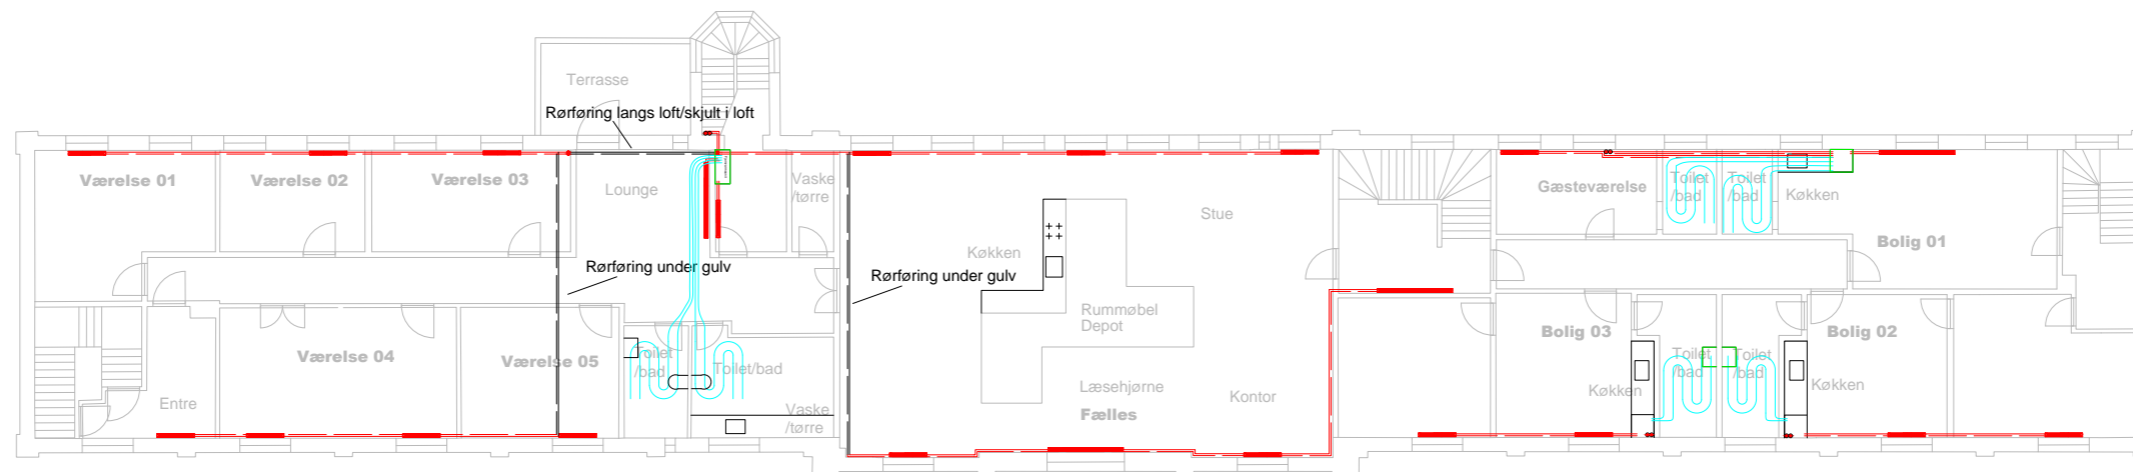 Terrasse
Rørføring langs loft/skjult i loft
Værelse 01
Værelse 02
Værelse 03
Lounge
Vaske
/tørre
Stue
Køkken
Gæsteværelse
Toilet
/bad
Toilet
/bad
Køkken
Bolig 01
Rørføring under gulv
Rørføring under gulv
Rummøbel
Depot
Værelse 04
Værelse 05
Toilet
/bad
Toilet/bad
Bolig 03
Bolig 02
Toilet
/bad
Toilet
/bad
Køkken
Køkken
Læsehjørne
Kontor
Entre
Vaske
/tørre
Fælles